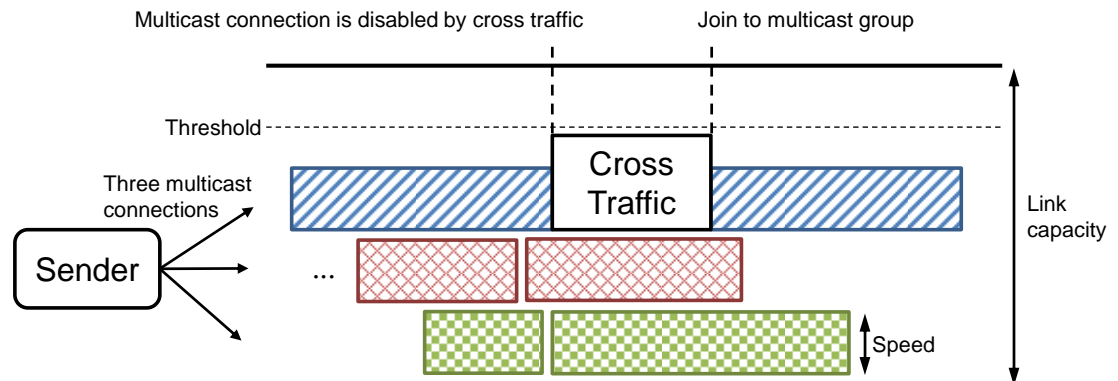 Multicast connection is disabled by cross traffic
Join to multicast group
Threshold
Cross
Traffic
Three multicast
connections
Link
capacity
Sender
...
Speed